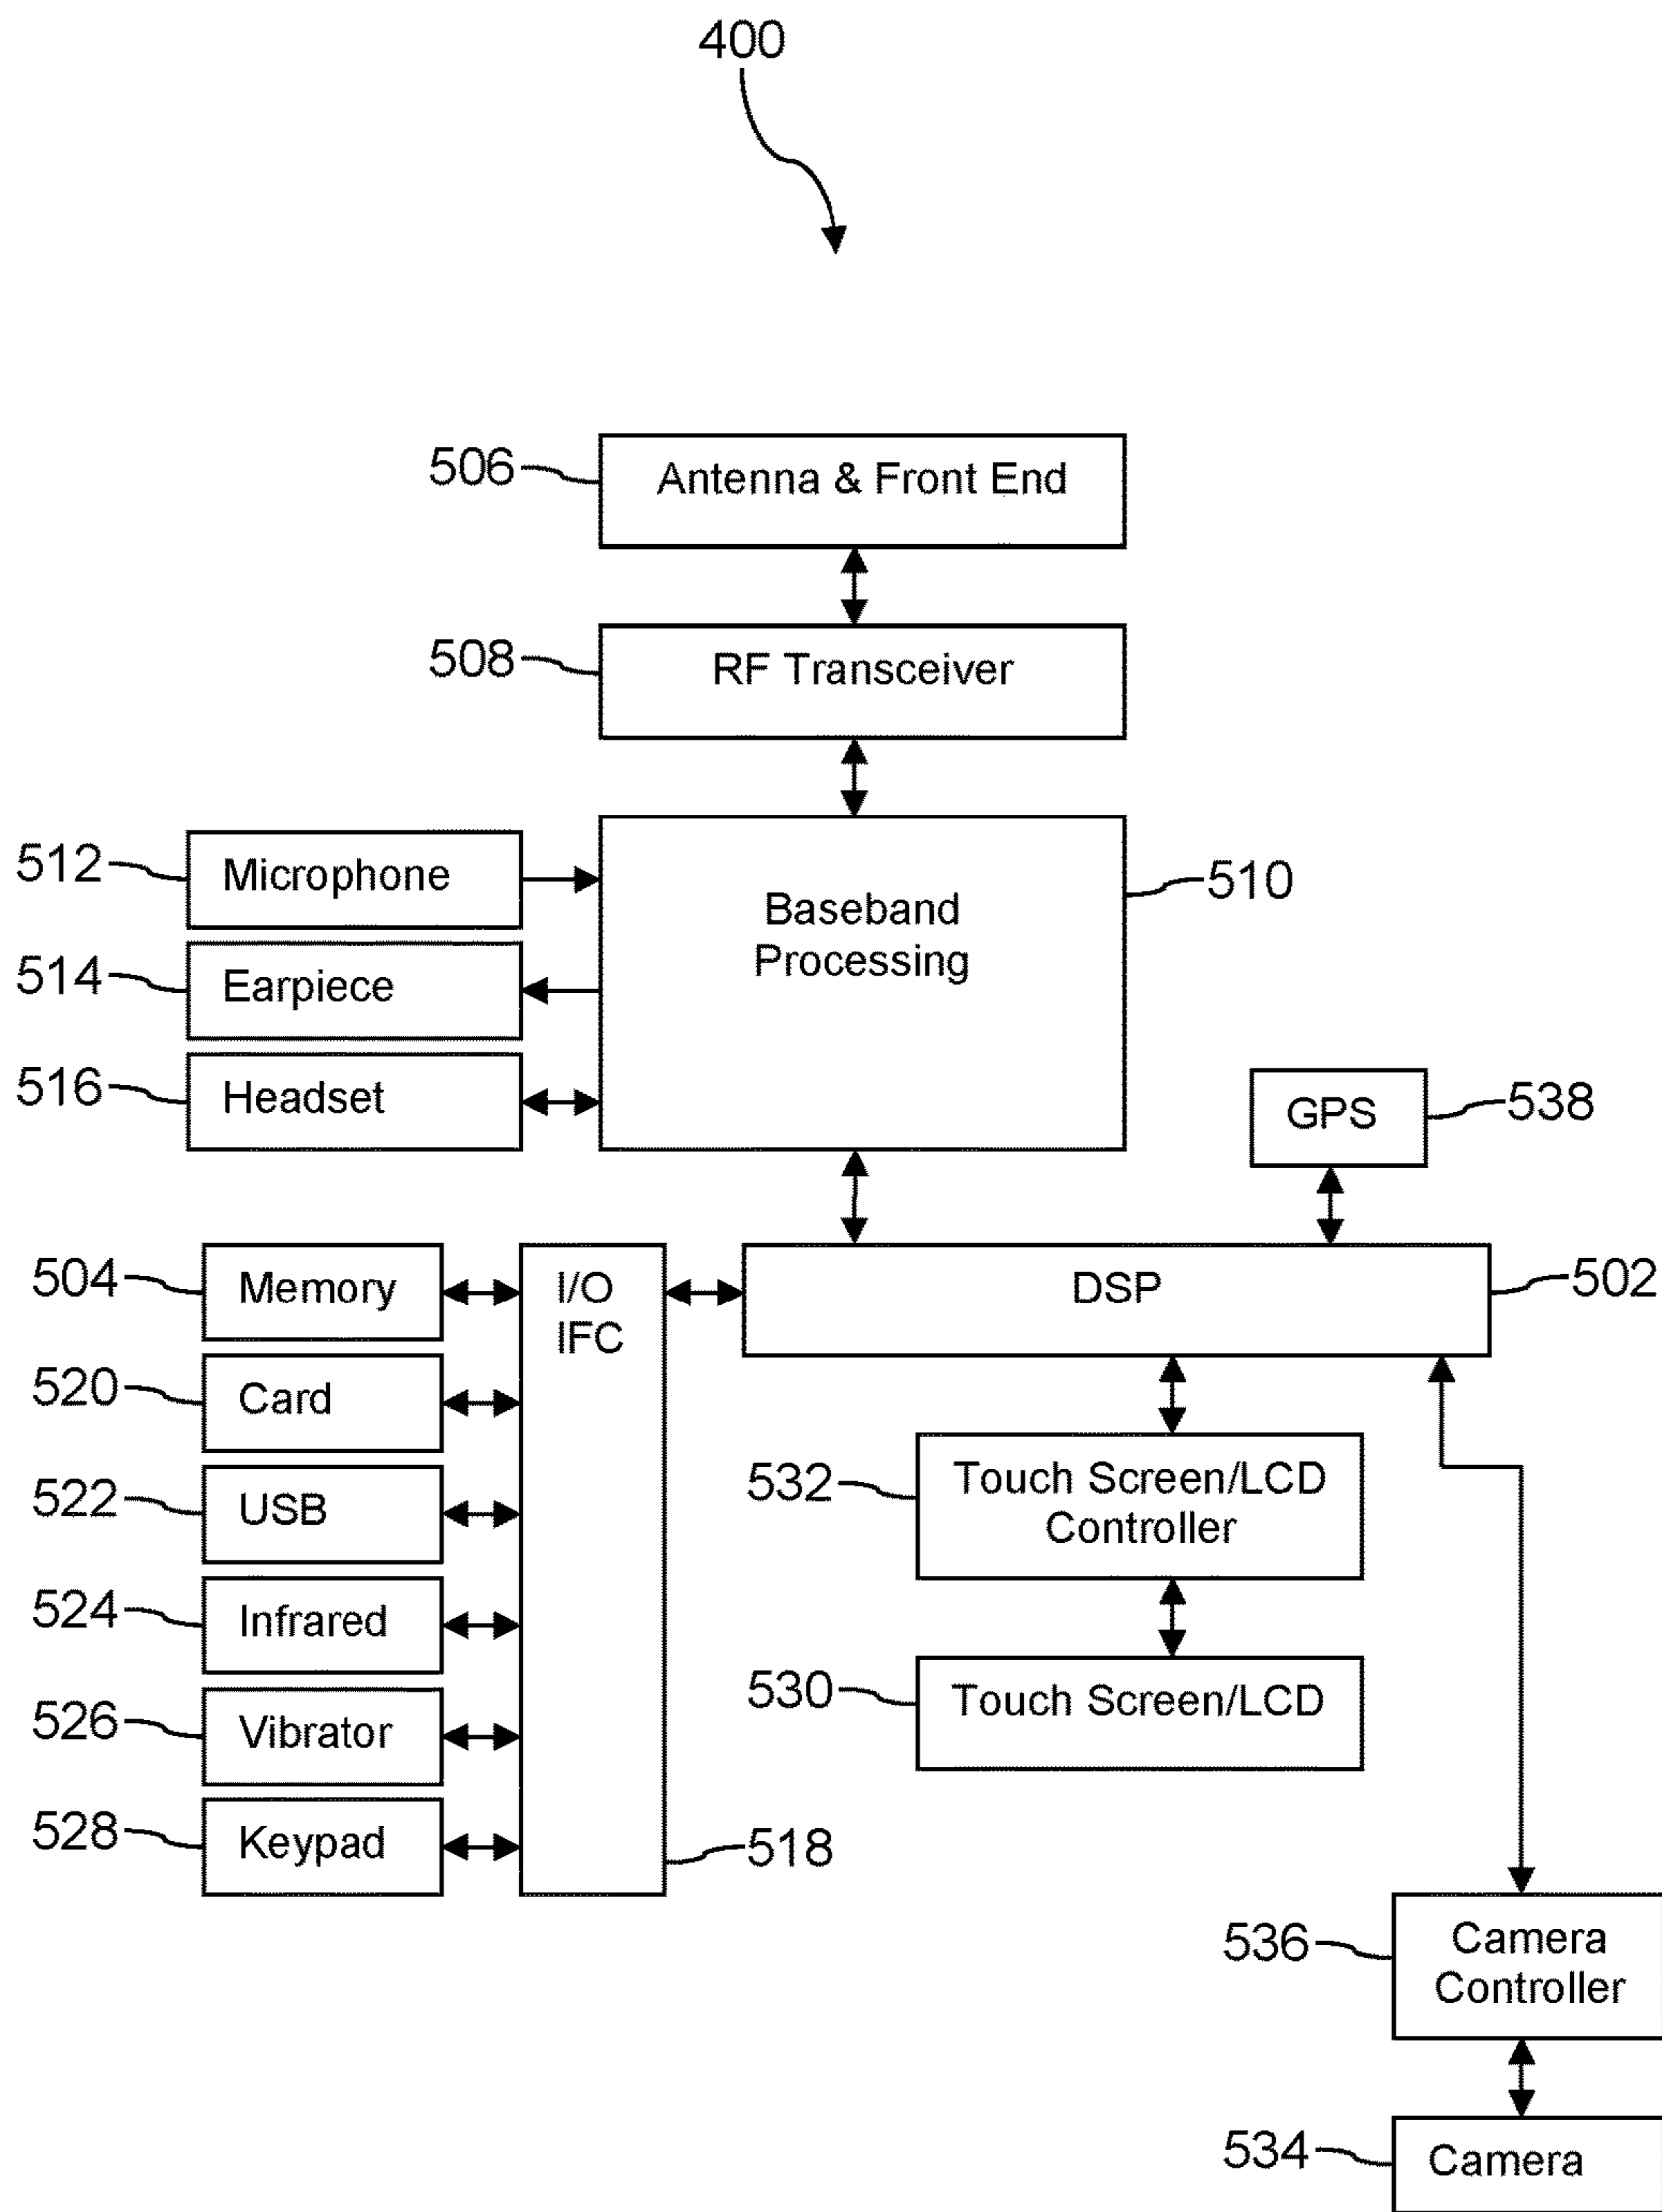 400
506
Antenna & Front End
508
RF Transceiver
512
Microphone
Baseband
Processing
510
514
Earpiece
516
Headset
GPS
538
504
Memory
I/O
IFC
DSP
502
520
Card
522
USB
532
Touch Screen/LCD
Controller
524
Infrared
526
Vibrator
530
Touch Screen/LCD
528
Keypad
518
536
Camera
Controller
534
Camera